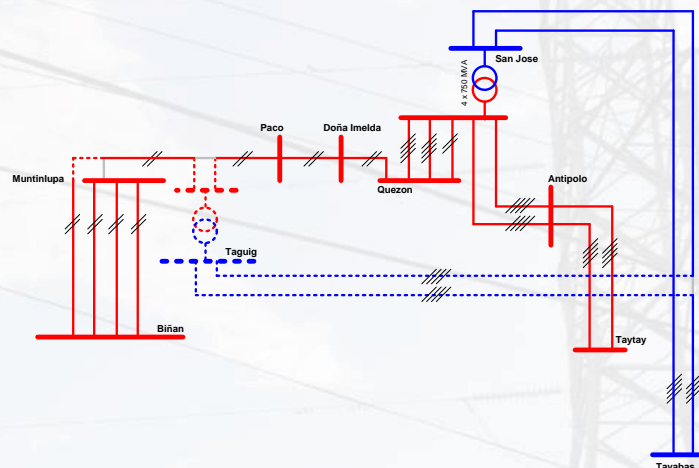 San Jose
4 x 750 MVA
Paco
Doña Imelda
Muntinlupa
Quezon
Antipolo
Taguig
Biñan
Taytay
Tayabas